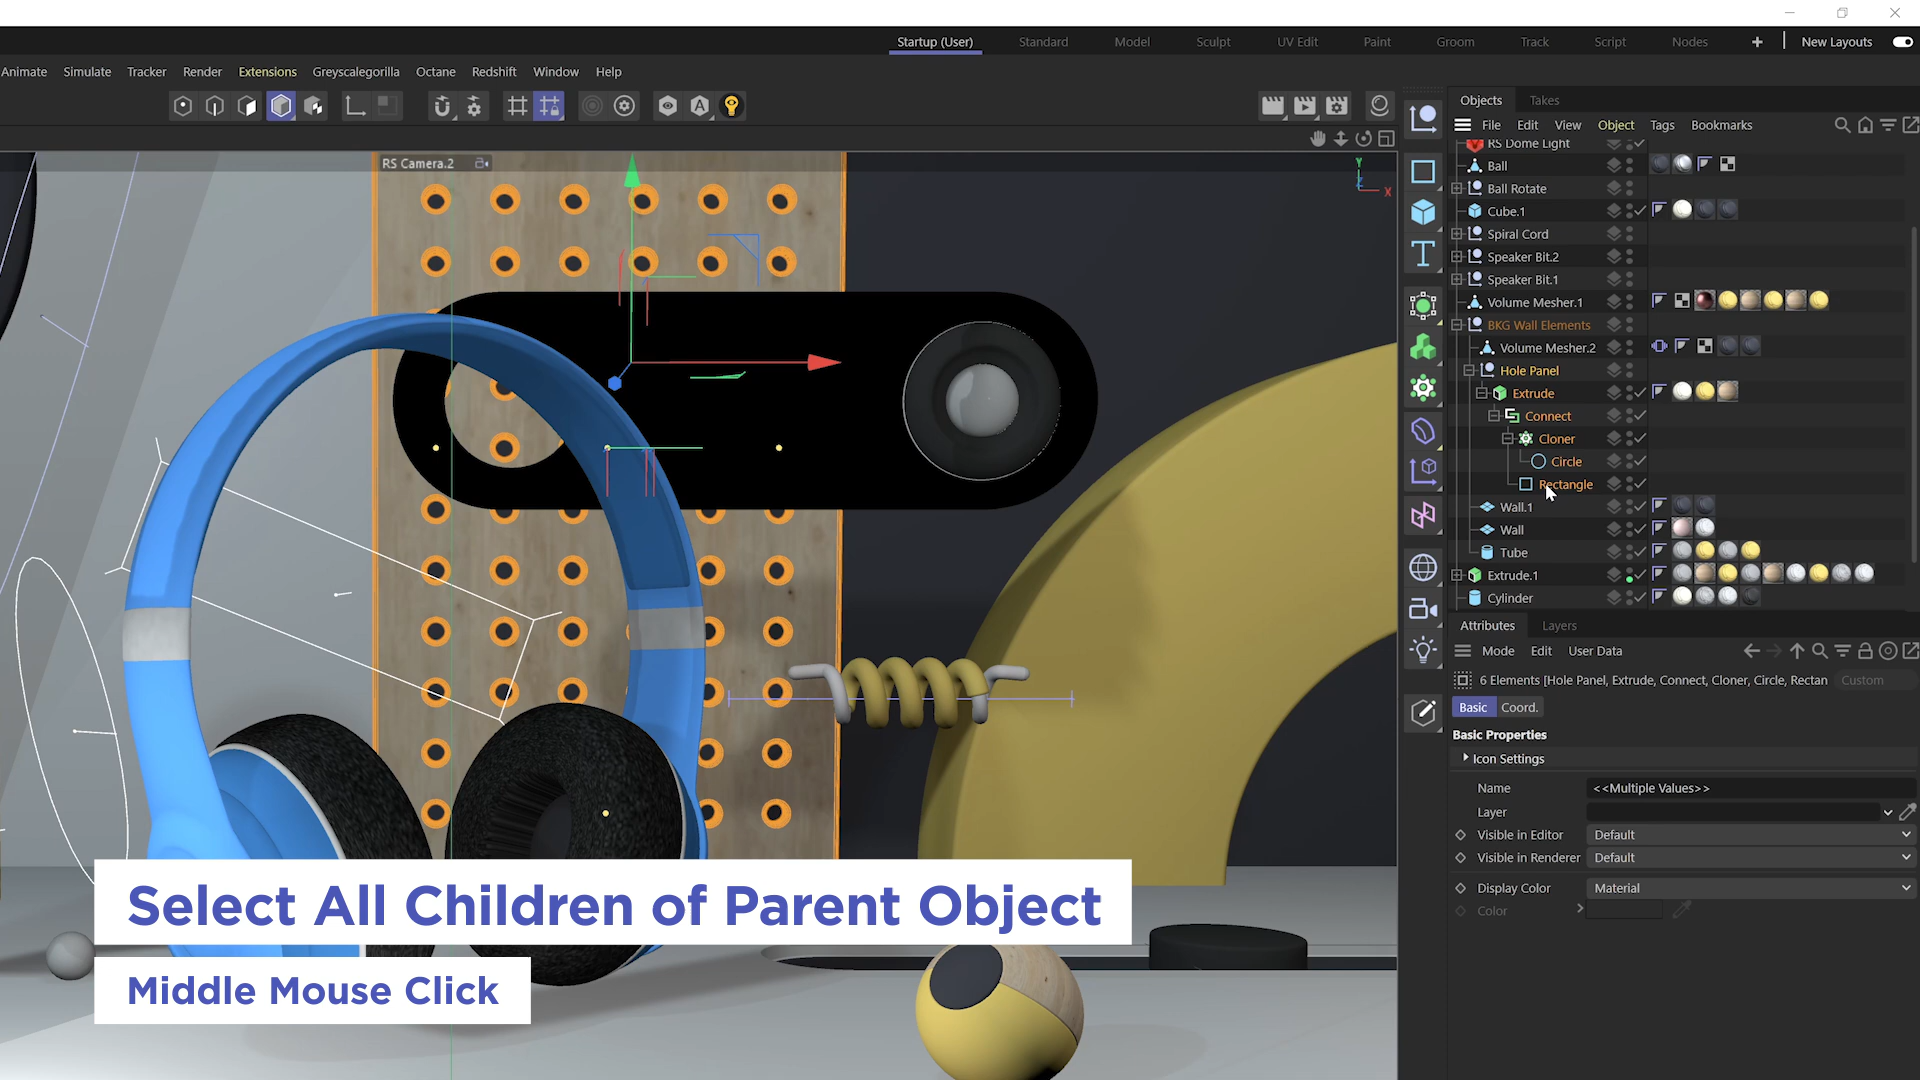 Startup (User) Standard Model Sculpt UV Edit Paint Groom Track Script Nodes + New Layouts
Animate Simulate Tracker Render Extensions Greyscalegorilla Octane Redshift Window Help
Objects Takes
File Edit View Object Tags Bookmarks
RS Camera.2
RS Dome Light
Ball
Ball Rotate
Cube.1
Spiral Cord
Speaker Bit.2
Speaker Bit.1
Volume Mesher.1
BKG Wall Elements
Volume Mesher.2
Hole Panel
Extrude
Connect
Cloner
Circle
Rectangle
Wall.1
Wall
Tube
Extrude.1
Cylinder
Y
Z
X
Attributes Layers
Mode Edit User Data
6 Elements [Hole Panel, Extrude, Connect, Cloner, Circle, Rectan Custom
Basic Coord.
Basic Properties
Icon Settings
Name <<Multiple Values>>
Layer
Visible in Editor Default
Visible in Renderer Default
Display Color Material
Color
Select All Children of Parent Object
Middle Mouse Click